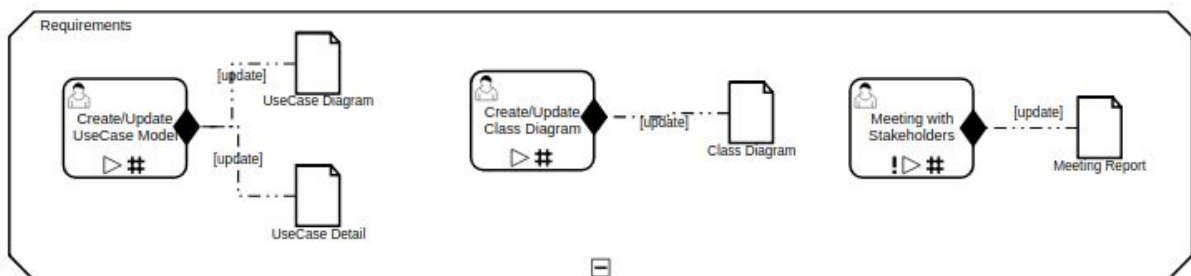 Requirements
[update]
UseCase Diagram
Create/Update
UseCase Model
[update]
UseCase Detail
Create/Update
Class Diagram
[update]
Class Diagram
Meeting with
Stakeholders
[update]
Meeting Report